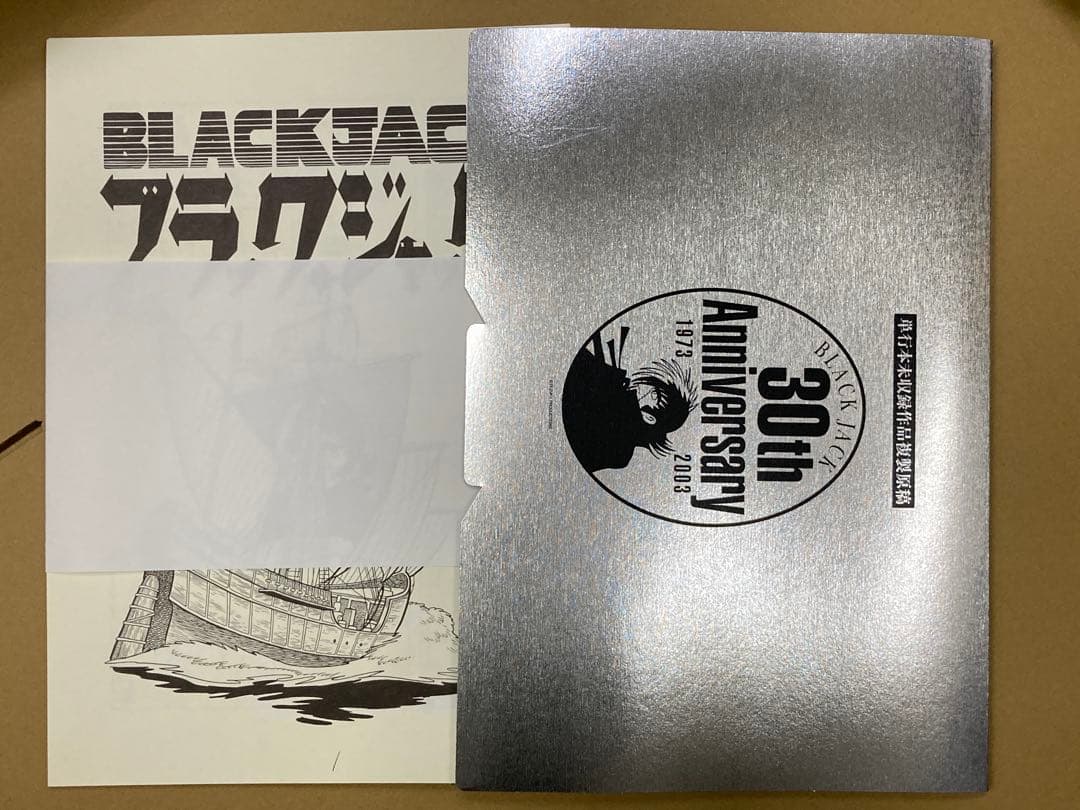 BLACKJAC
ブラックジ
単行本未収録作品複製原稿
BLACK JACK
30th
Anniversary
1973
2003
1